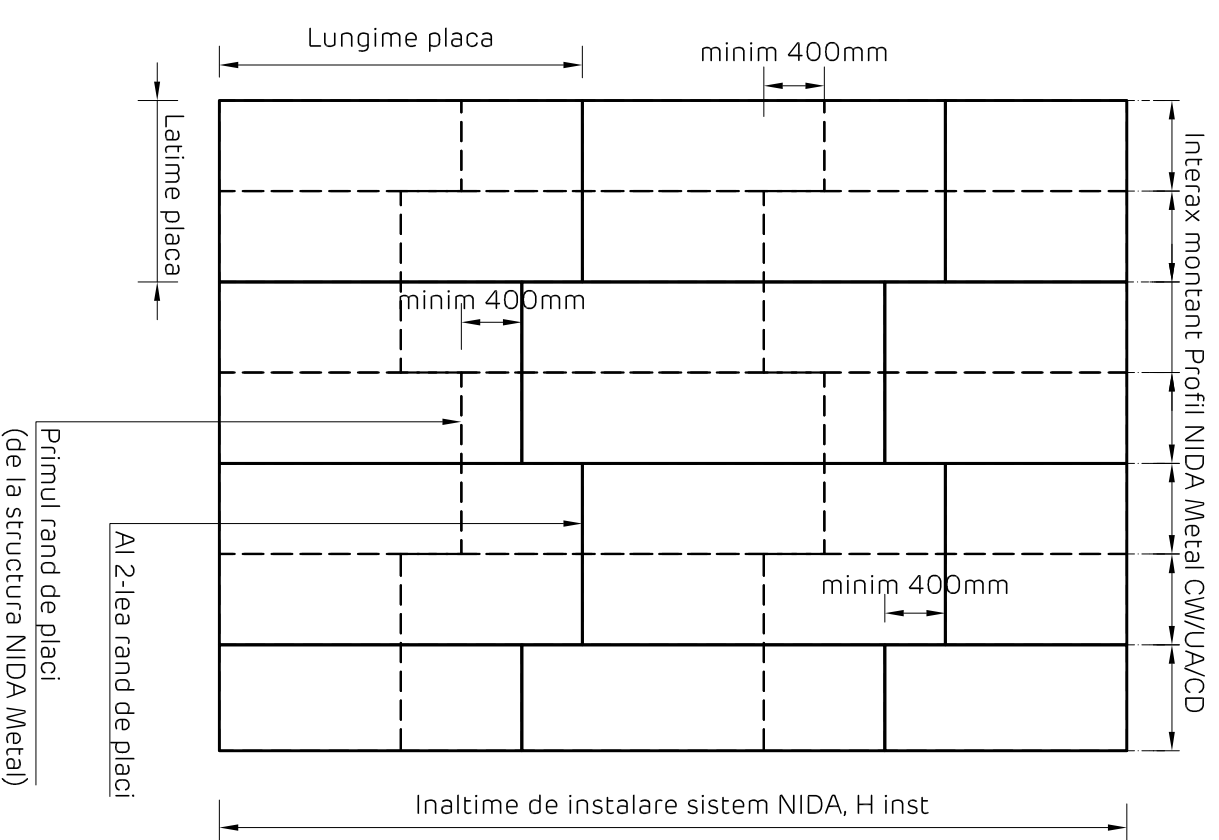 Lungime placa
minim 400mm
Latime placa
Interax montant Profil NIDA Metal CW/UA/CD
minim 400mm
Primul rand de placi
(de la structura NIDA Metal)
Al 2-lea rand de placi
minim 400mm
Inaltime de instalare sistem NIDA, H inst